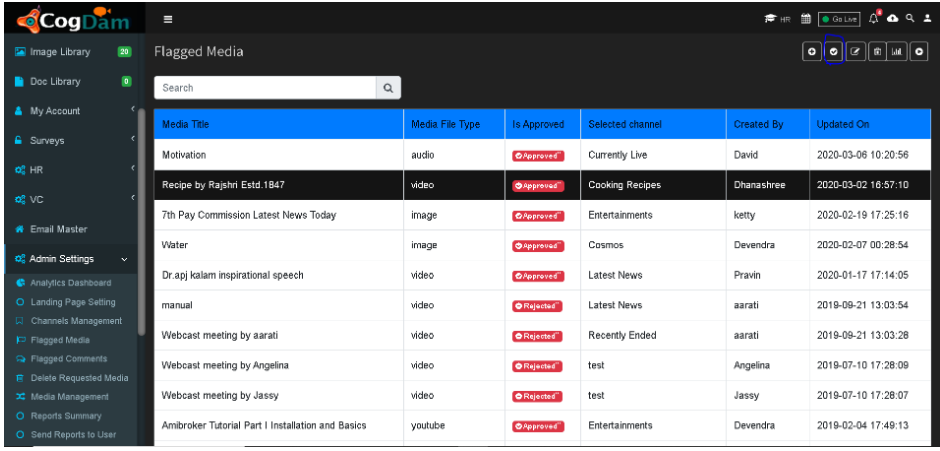 CogDam
HR
Go Live
4
Image Library 20
Doc Library 0
My Account
Surveys
HR
VC
Email Master
Admin Settings
Analytics Dashboard
Landing Page Setting
Channels Management
Flagged Media
Flagged Comments
Delete Requested Media
Media Management
Reports Summary
Send Reports to User
Flagged Media
Search
Media Title Media File Type Is Approved Selected channel Created By Updated On
Motivation audio Approved Currently Live David 2020-03-06 10:20:56
Recipe by Rajshri Estd.1B47 video Approved Cooking Recipes Dhanashree 2020-03-02 16:57:10
7th Pay Commission Latest News Today image Approved Entertainments ketty 2020-02-19 17:25:16
Water image Approved Cosmos Devendra 2020-02-07 00:28:54
Dr.apj kalam inspirational speech video Approved Latest News Pravin 2020-01-17 17:14:05
manual video Rejected Latest News aarati 2019-09-21 13:03:54
Webcast meeting by aarati video Rejected Recently Ended aarati 2019-09-21 13:03:28
Webcast meeting by Angelina video Rejected test Angelina 2019-07-10 17:28:09
Webcast meeting by Jassy video Rejected test Jassy 2019-07-10 17:28:07
Amibroker Tutorial Part I Installation and Basics youtube Approved Entertainments Devendra 2019-02-04 17:49:13